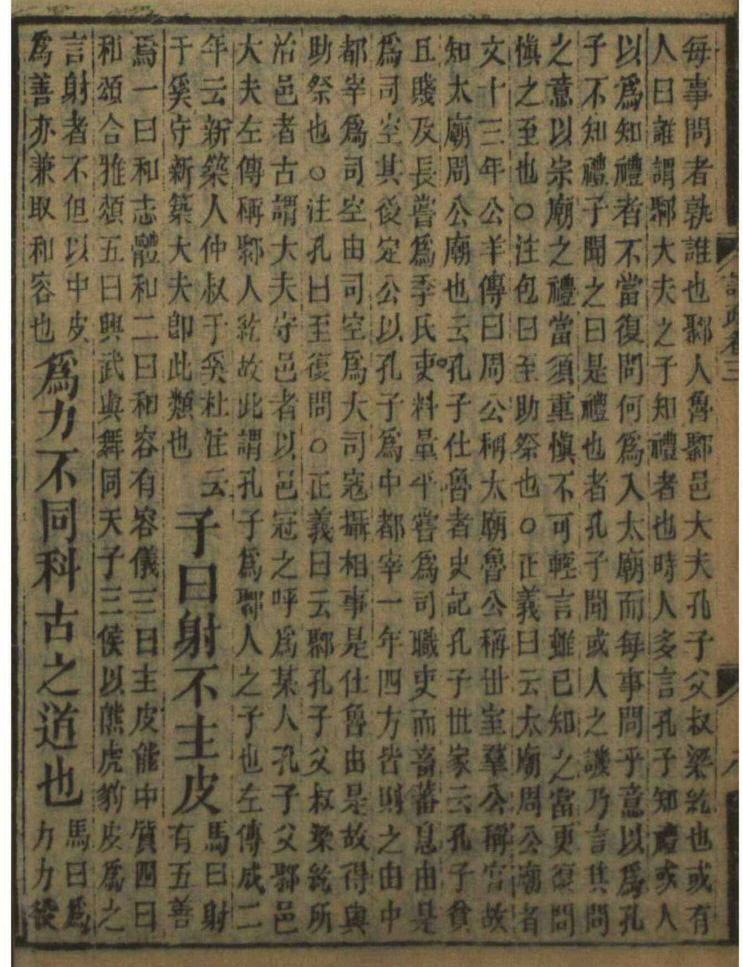 每事問者孰誰也鄹人魯鄹邑大夫孔子父叔梁紇也或有
人曰誰謂鄹大夫之子知禮者也時人多言孔子知禮或人
以爲知禮者不當復問何爲入太廟而每事問乎意以爲孔
子不知禮子聞之曰是禮也者孔子聞或人之譏乃言其問
之意以宗廟之禮當須重慎不可輕言雖已知之當更復問
慎之至也○注包曰至助祭也○正義曰云太廟周公廟者
文十三年公羊傳曰周公稱太廟魯公稱世室羣公稱宮故
知太廟周公廟也云孔子仕魯者史記孔子世家云孔子貧
且賤及長嘗爲季氏吏料量平嘗爲司職吏而畜蕃息由是
爲司空其後定公以孔子爲中都宰一年四方皆則之由中
都宰爲司空由司空爲大司寇攝相事是仕魯由是故得與
助祭也○注孔曰至復問○正義曰云鄹孔子父叔梁紇所
治邑者古謂大夫守邑者以邑冠之呼爲某人孔子父鄹邑
大夫左傳稱鄹人紇故此謂孔子爲鄹人之子也左傳成二
年云新築人仲叔于奚杜注云
于奚守新築大夫卽此類也
子曰射不主皮
馬曰射
有五善
焉一曰和志體和二曰和容有容儀三曰主皮能中質四曰
和頌合雅頌五曰興武與舞同天子三侯以熊虎豹皮爲之
言射者不但以中皮
爲善亦兼取和容也
爲力不同科古之道也
馬曰爲
力力役